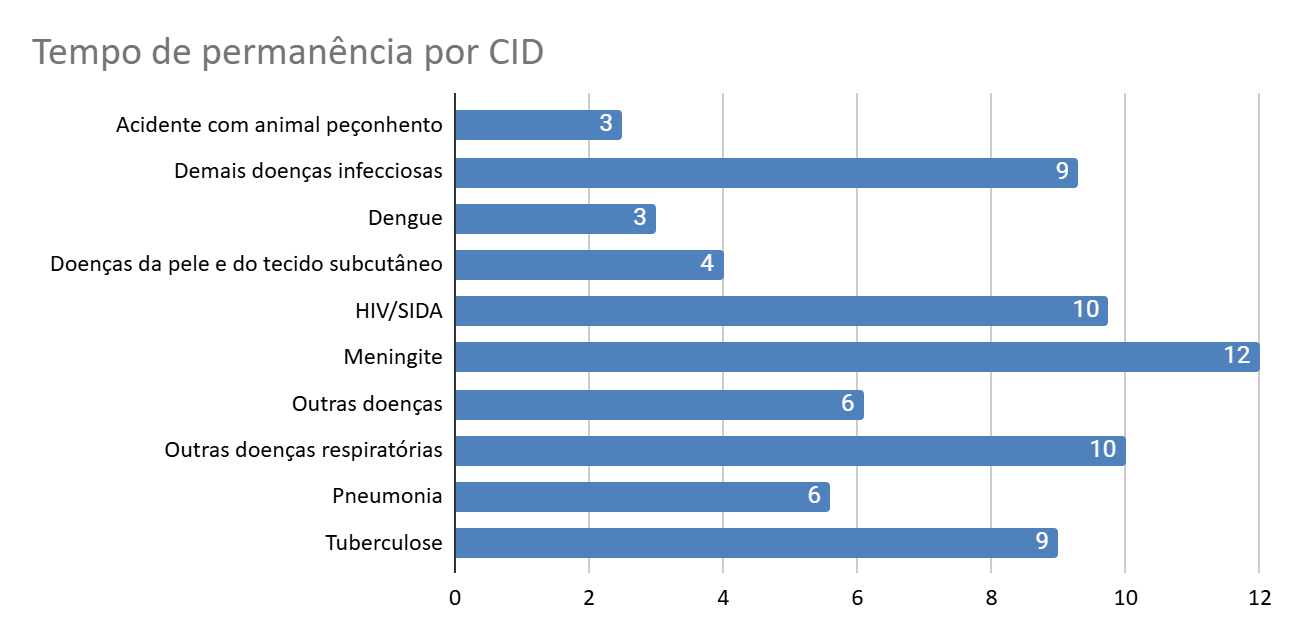 Tempo de permanência por CID
Acidente com animal peçonhento 3
Demais doenças infecciosas 9
Dengue 3
Doenças da pele e do tecido subcutâneo 4
HIV/SIDA 10
Meningite 12
Outras doenças 6
Outras doenças respiratórias 10
Pneumonia 6
Tuberculose 9
0 2 4 6 8 10 12